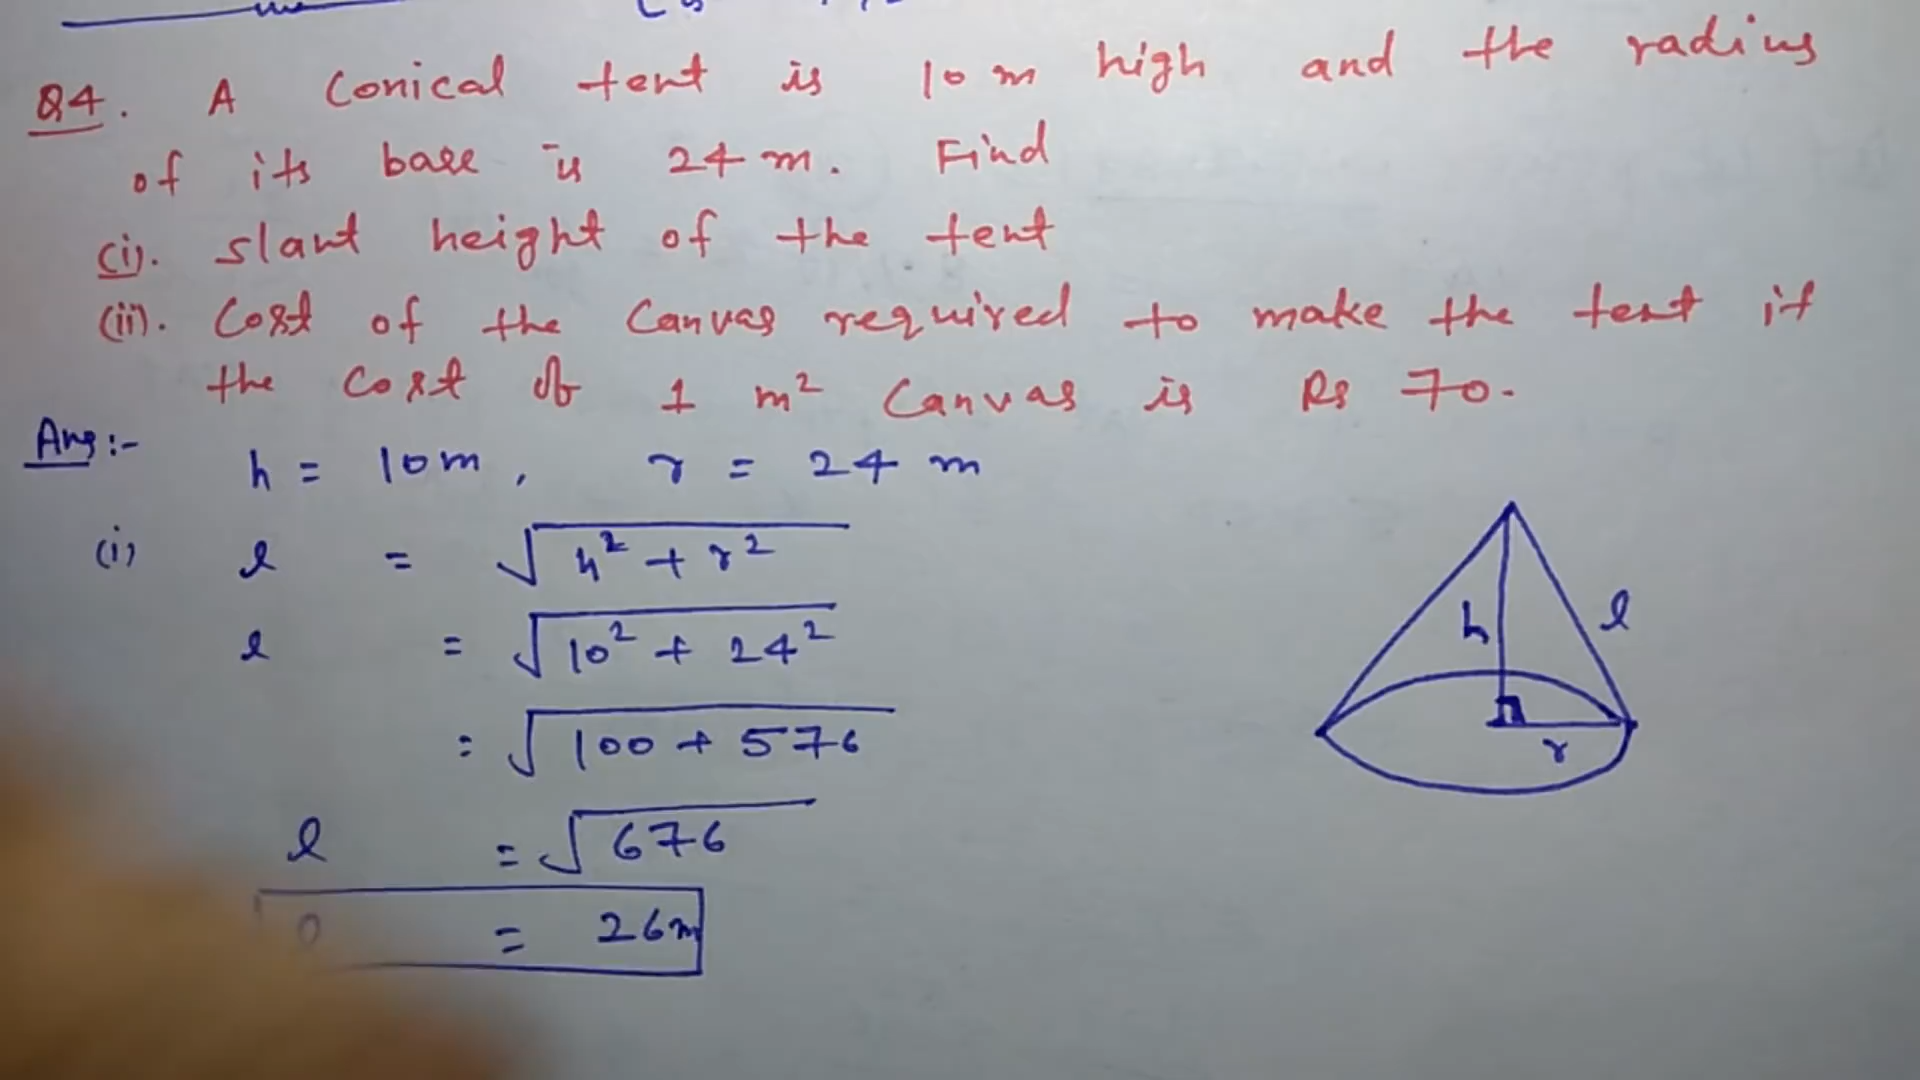 Q4. A Conical tent is 10 m high and the radius
of its base is 24 m. Find
(i). slant height of the tent
(ii). Cost of the Canvas required to make the tent if
the Cost of 1 m² Canvas is Rs 70.
Ans:-
h = 10m, r = 24 m
(i) l = √h² + r²
l = √10² + 24²
= √100 + 576
l = √676
= 26m
h
l
r